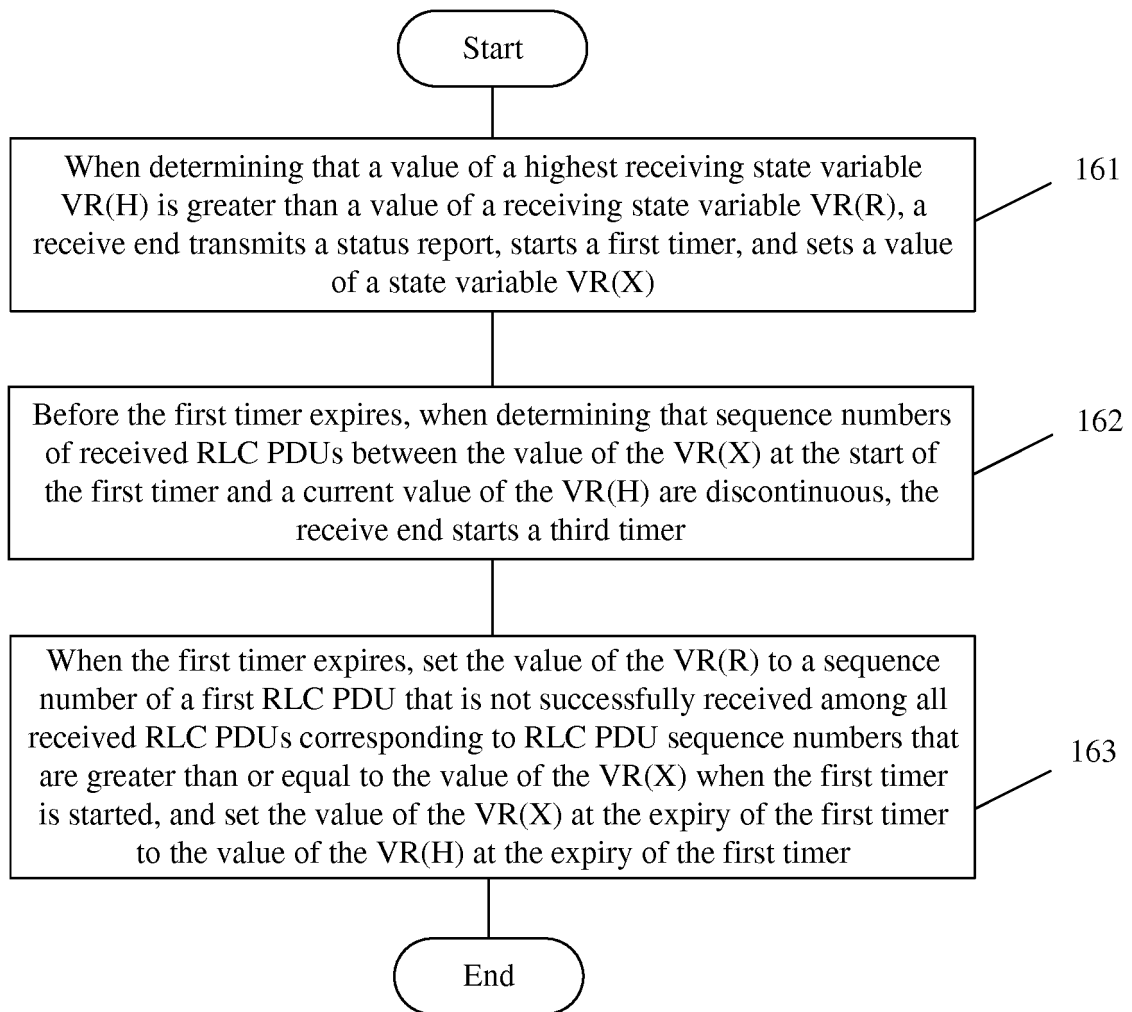 Start
When determining that a value of a highest receiving state variable
VR(H) is greater than a value of a receiving state variable VR(R), a
receive end transmits a status report, starts a first timer, and sets a value
of a state variable VR(X)
161
Before the first timer expires, when determining that sequence numbers
of received RLC PDUs between the value of the VR(X) at the start of
the first timer and a current value of the VR(H) are discontinuous, the
receive end starts a third timer
162
When the first timer expires, set the value of the VR(R) to a sequence
number of a first RLC PDU that is not successfully received among all
received RLC PDUs corresponding to RLC PDU sequence numbers that
are greater than or equal to the value of the VR(X) when the first timer
is started, and set the value of the VR(X) at the expiry of the first timer
to the value of the VR(H) at the expiry of the first timer
163
End